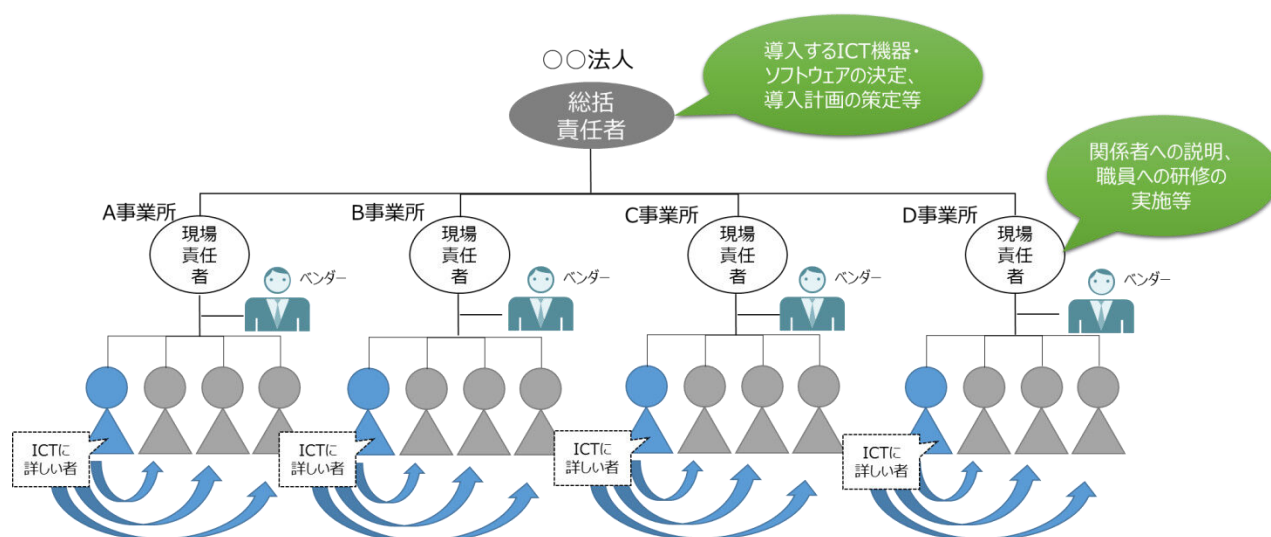 ○○法人
総括
責任者
導入するICT機器・
ソフトウェアの決定、
導入計画の策定等
関係者への説明、
職員への研修の
実施等
A事業所
現場
責任
者
ベンダー
B事業所
現場
責任
者
ベンダー
C事業所
現場
責任
者
ベンダー
D事業所
現場
責任
者
ベンダー
ICTに
詳しい者
ICTに
詳しい者
ICTに
詳しい者
ICTに
詳しい者